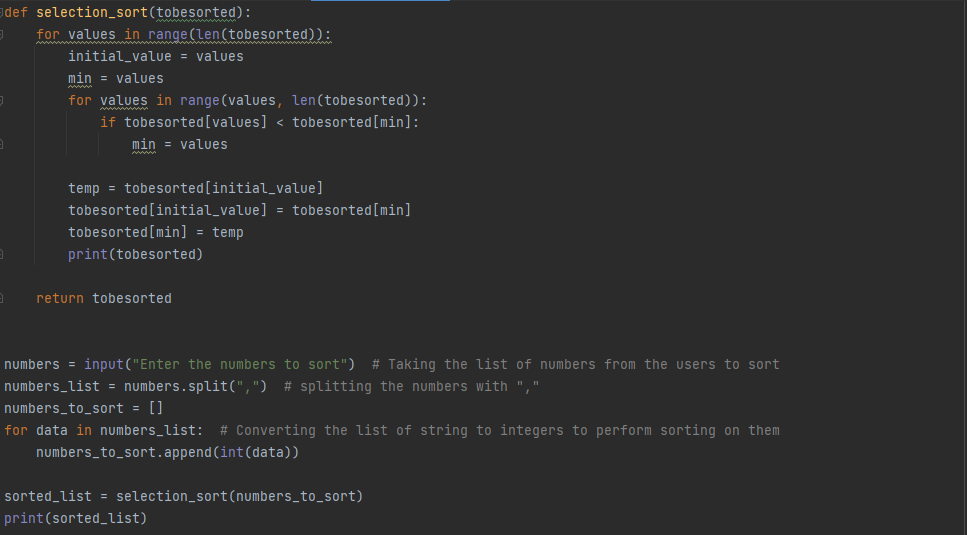 def selection_sort(tobesorted):
    for values in range(len(tobesorted)):
        initial_value = values
        min = values
        for values in range(values, len(tobesorted)):
            if tobesorted[values] < tobesorted[min]:
                min = values

        temp = tobesorted[initial_value]
        tobesorted[initial_value] = tobesorted[min]
        tobesorted[min] = temp
        print(tobesorted)

    return tobesorted


numbers = input("Enter the numbers to sort")  # Taking the list of numbers from the users to sort
numbers_list = numbers.split(",")  # splitting the numbers with ","
numbers_to_sort = []
for data in numbers_list:  # Converting the list of string to integers to perform sorting on them
    numbers_to_sort.append(int(data))

sorted_list = selection_sort(numbers_to_sort)
print(sorted_list)